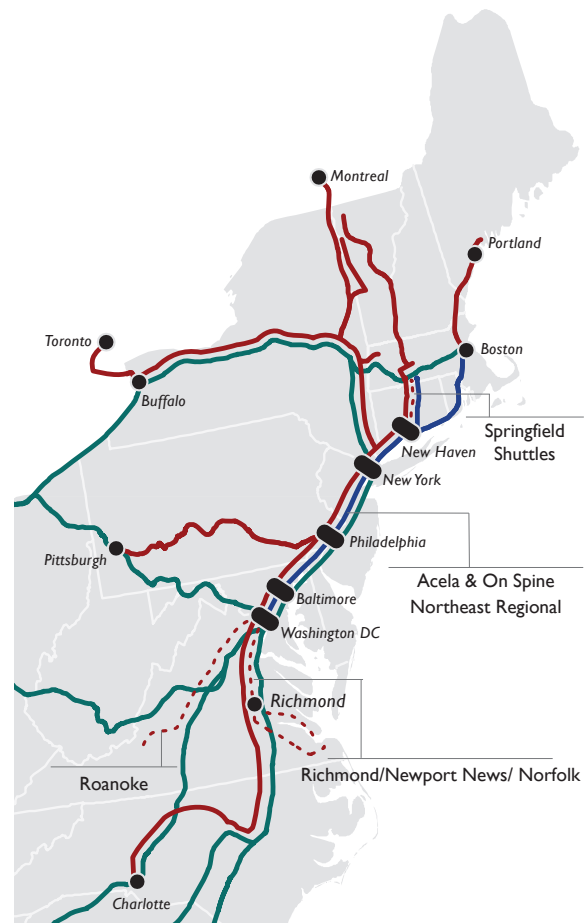 Montreal
Portland
Toronto
Boston
Buffalo
Springfield
Shuttles
New Haven
New York
Philadelphia
Pittsburgh
Acela & On Spine
Northeast Regional
Baltimore
Washington DC
Richmond
Roanoke
Richmond/Newport News/ Norfolk
Charlotte